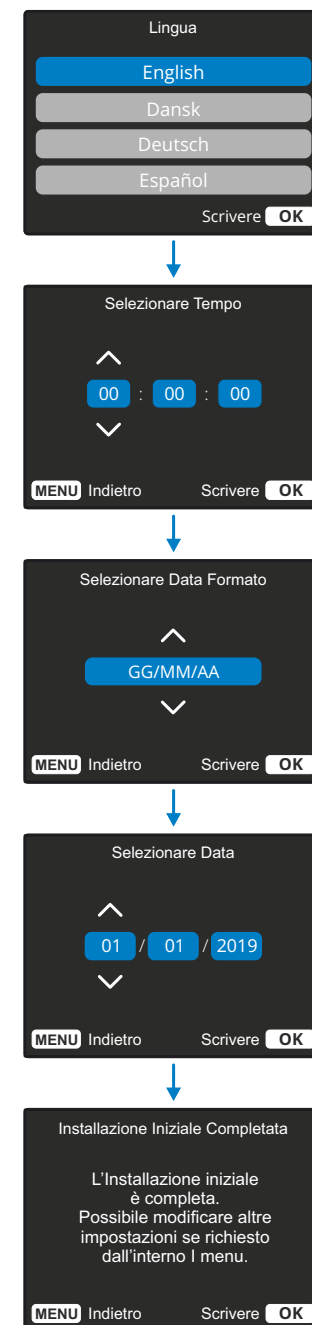 Lingua
English
Dansk
Deutsch
Español
Scrivere OK
Selezionare Tempo
00 : 00 : 00
MENU Indietro Scrivere OK
Selezionare Data Formato
GG/MM/AA
MENU Indietro Scrivere OK
Selezionare Data
01 / 01 / 2019
MENU Indietro Scrivere OK
Installazione Iniziale Completata
L'Installazione iniziale
è completa.
Possibile modificare altre
impostazioni se richiesto
dall'interno I menu.
MENU Indietro Scrivere OK